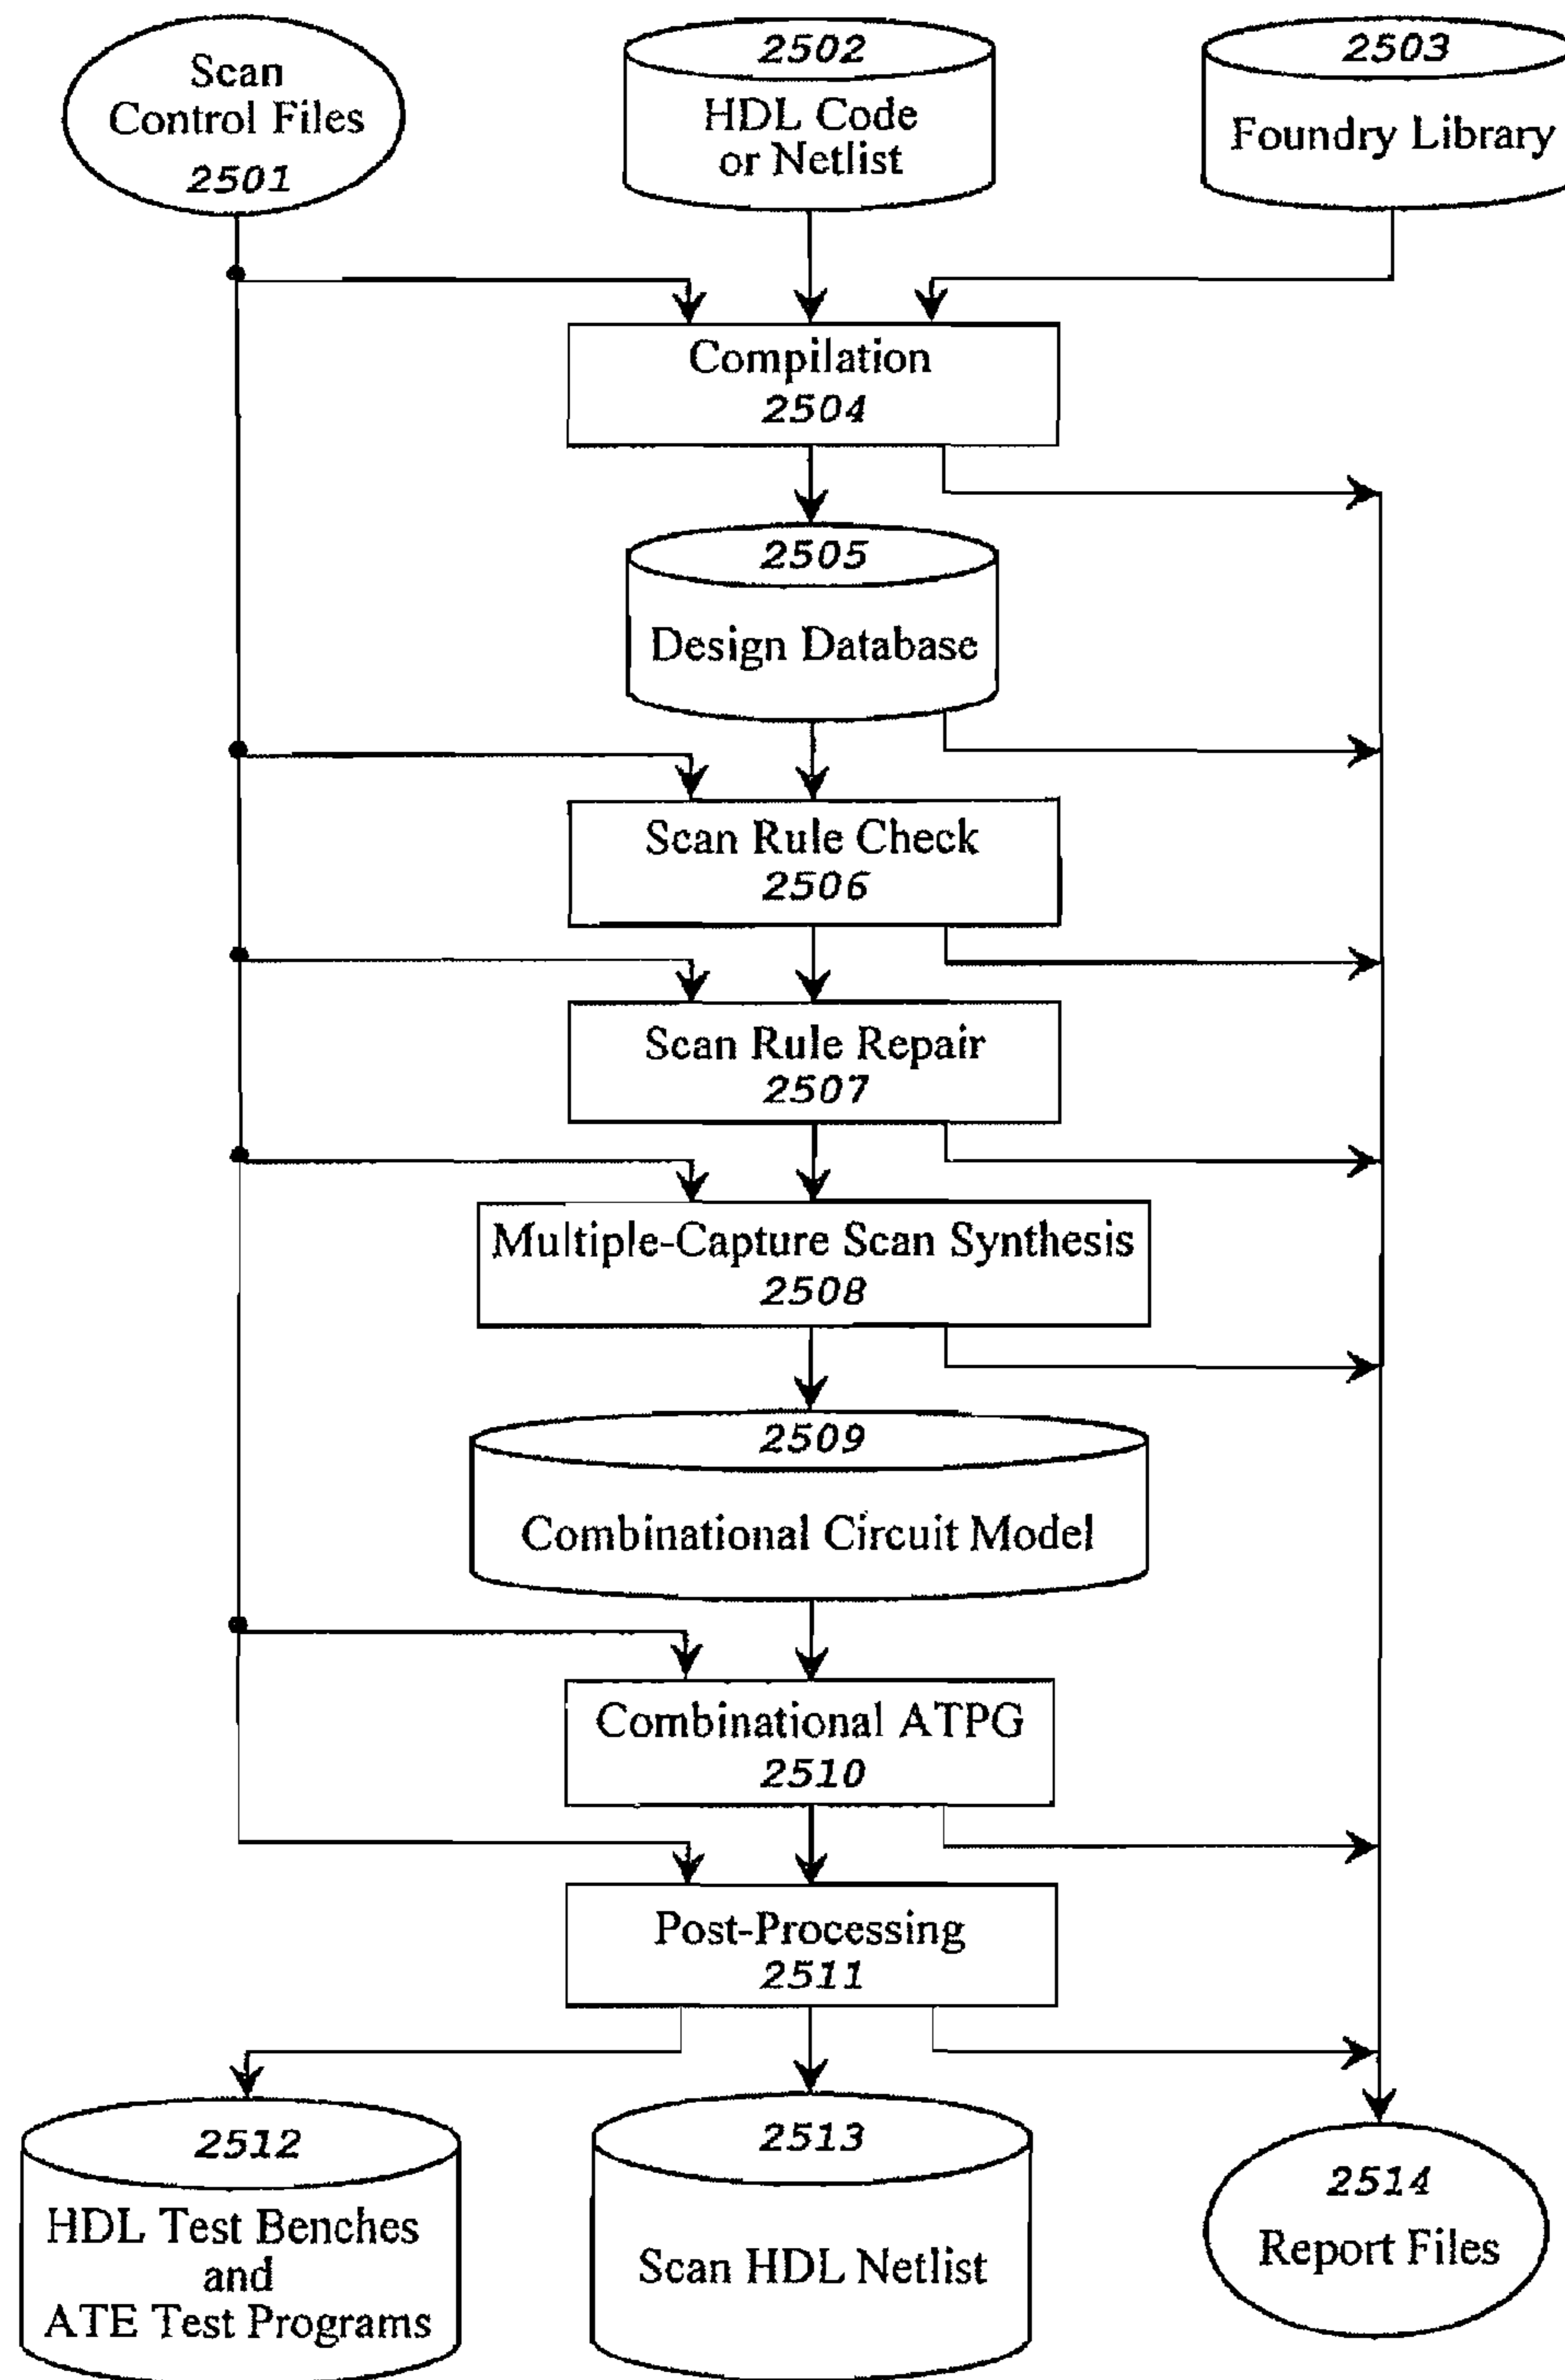 Scan
Control Files
2501
2502
HDL Code
or Netlist
2503
Foundry Library
Compilation
2504
2505
Design Database
Scan Rule Check
2506
Scan Rule Repair
2507
Multiple-Capture Scan Synthesis
2508
2509
Combinational Circuit Model
Combinational ATPG
2510
Post-Processing
2511
2512
HDL Test Benches
and
ATE Test Programs
2513
Scan HDL Netlist
2514
Report Files